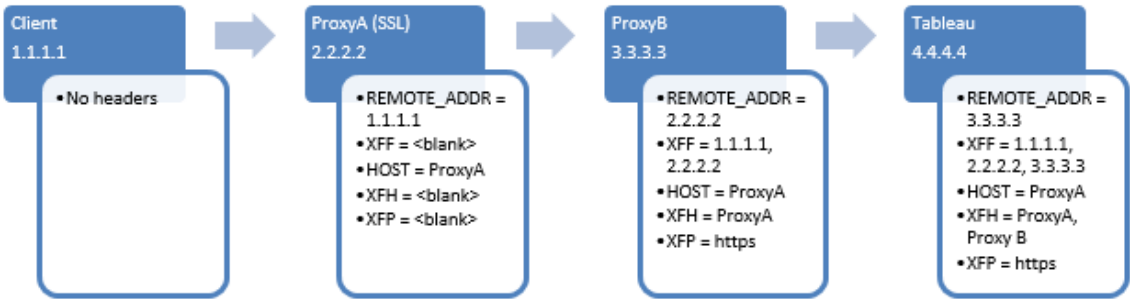 Client
1.1.1.1
•No headers
ProxyA (SSL)
2.2.2.2
•REMOTE_ADDR =
1.1.1.1
•XFF = <blank>
•HOST = ProxyA
•XFH = <blank>
•XFP = <blank>
ProxyB
3.3.3.3
•REMOTE_ADDR =
2.2.2.2
•XFF = 1.1.1.1,
2.2.2.2
•HOST = ProxyA
•XFH = ProxyA
•XFP = https
Tableau
4.4.4.4
•REMOTE_ADDR =
3.3.3.3
•XFF = 1.1.1.1,
2.2.2.2, 3.3.3.3
•HOST = ProxyA
•XFH = ProxyA,
Proxy B
•XFP = https